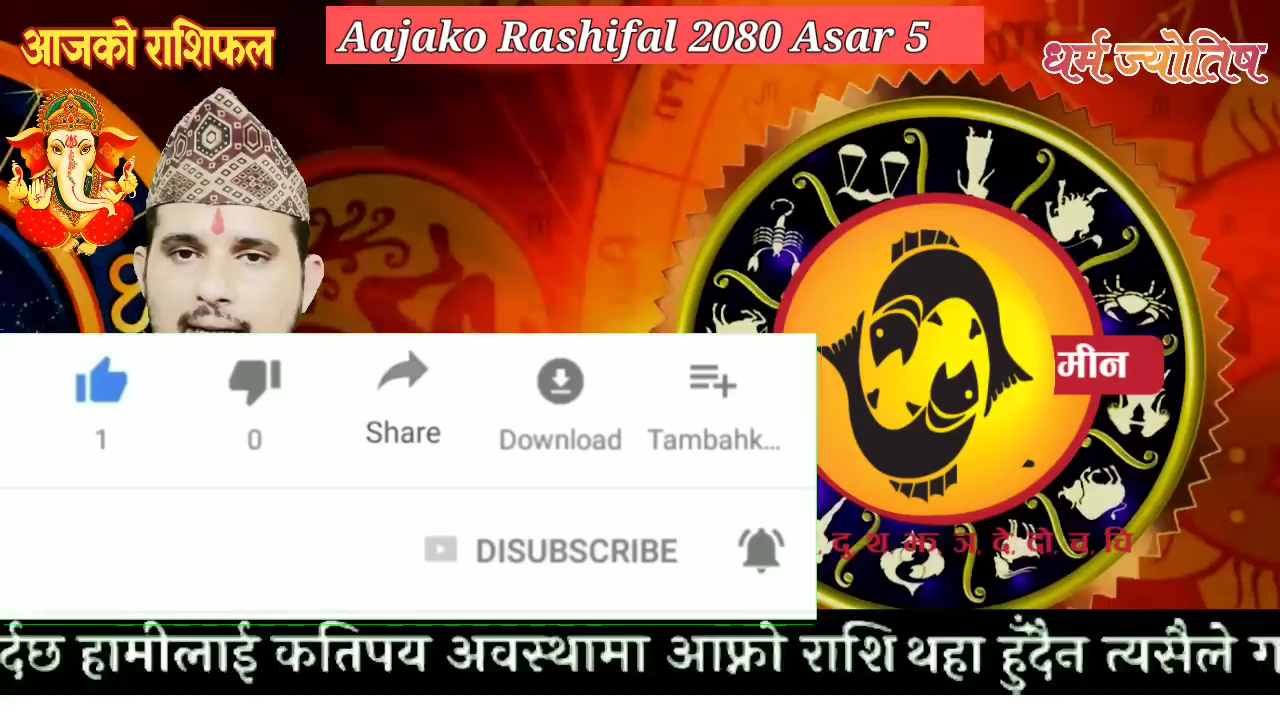 आजको राशिफल
Aajako Rashifal 2080 Asar 5
धर्म ज्योतिष
मीन
1
0
Share
Download
Tambahk...
DISUBSCRIBE
दु, थ, झ, ञ, दे, दो, च, चि
र्दछ हामीलाई कतिपय अवस्थामा आफ्नो राशि थहा हुँदैन त्यसैले ग